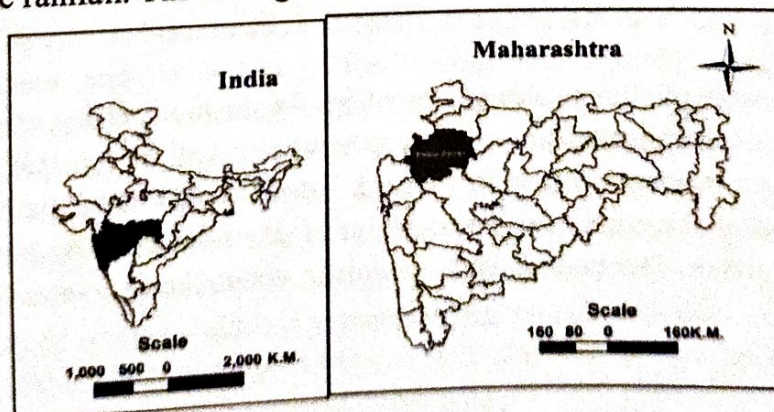 India
Scale
1,000 500 0 2,000 K.M.
Maharashtra
N
Scale
160 80 0 160K.M.